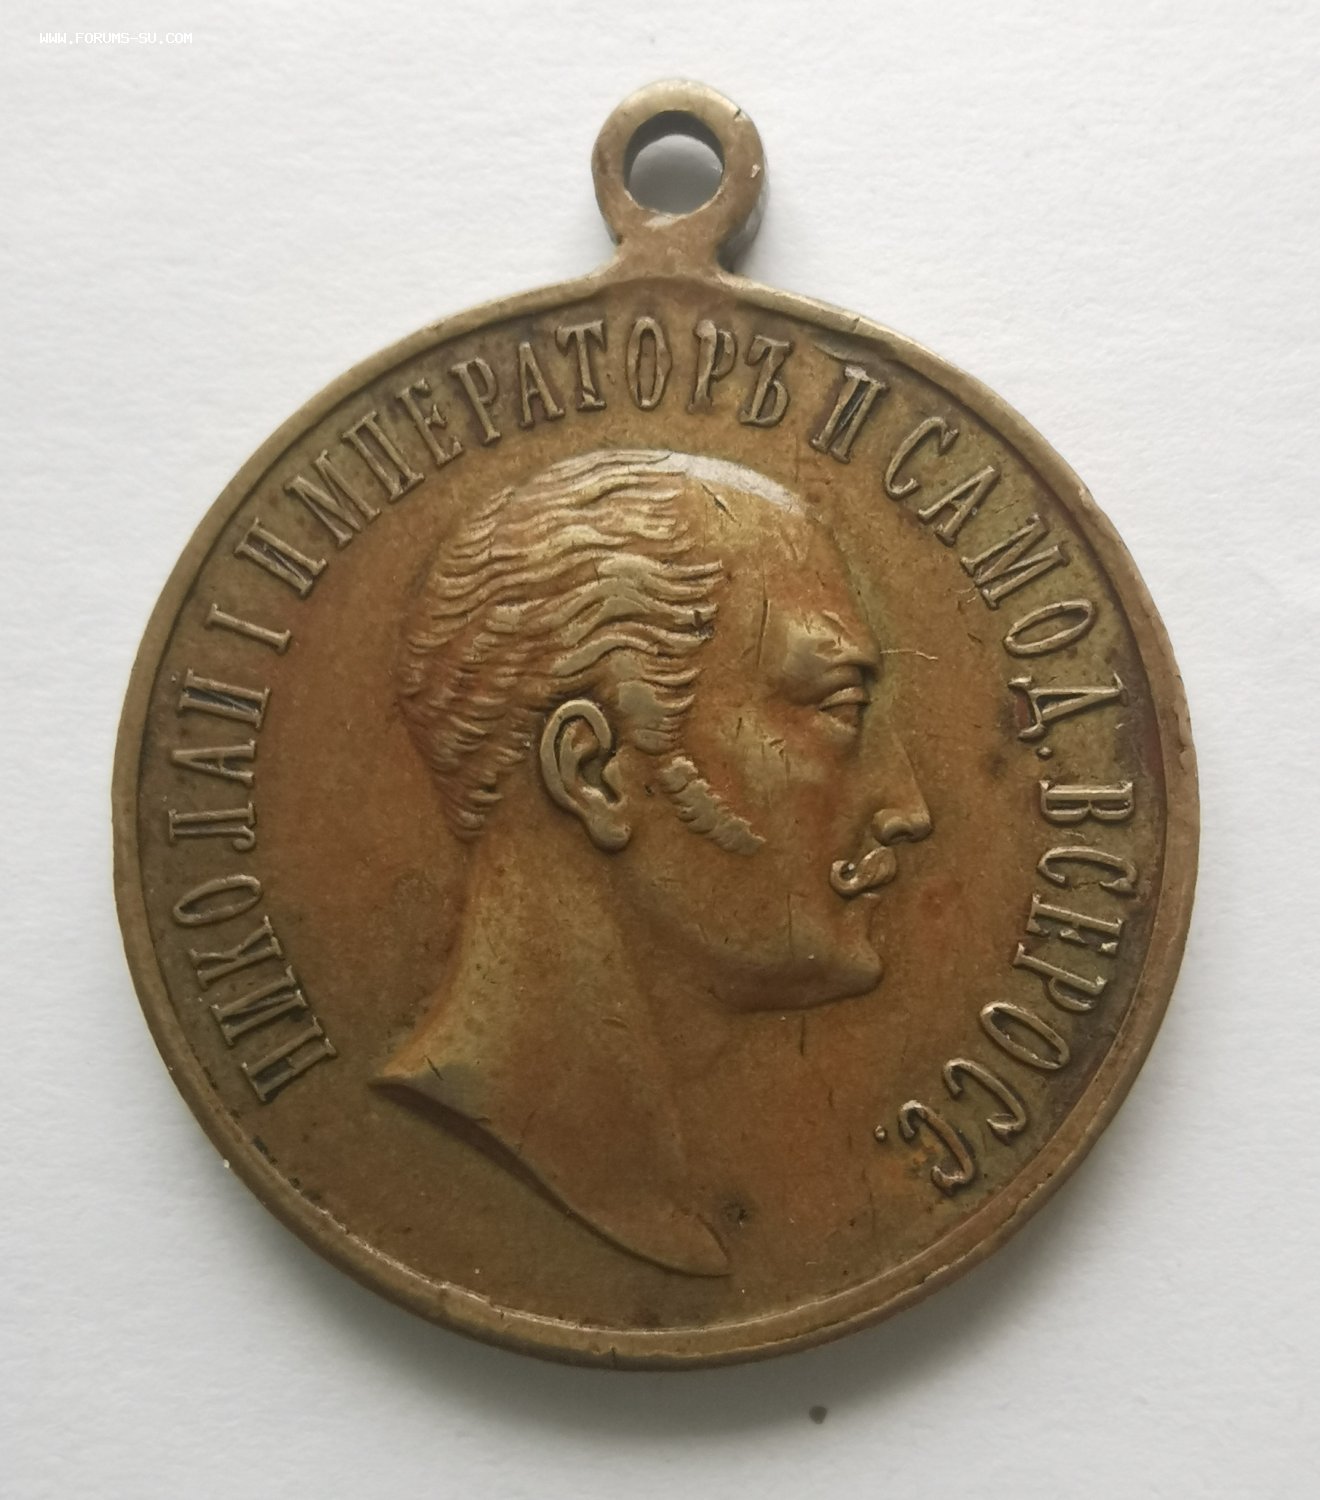 WWW.FORUMS-SU.COM
НИКОЛАЙ I ИМПЕРАТОРЪ И САМОД. ВСЕРОСС.